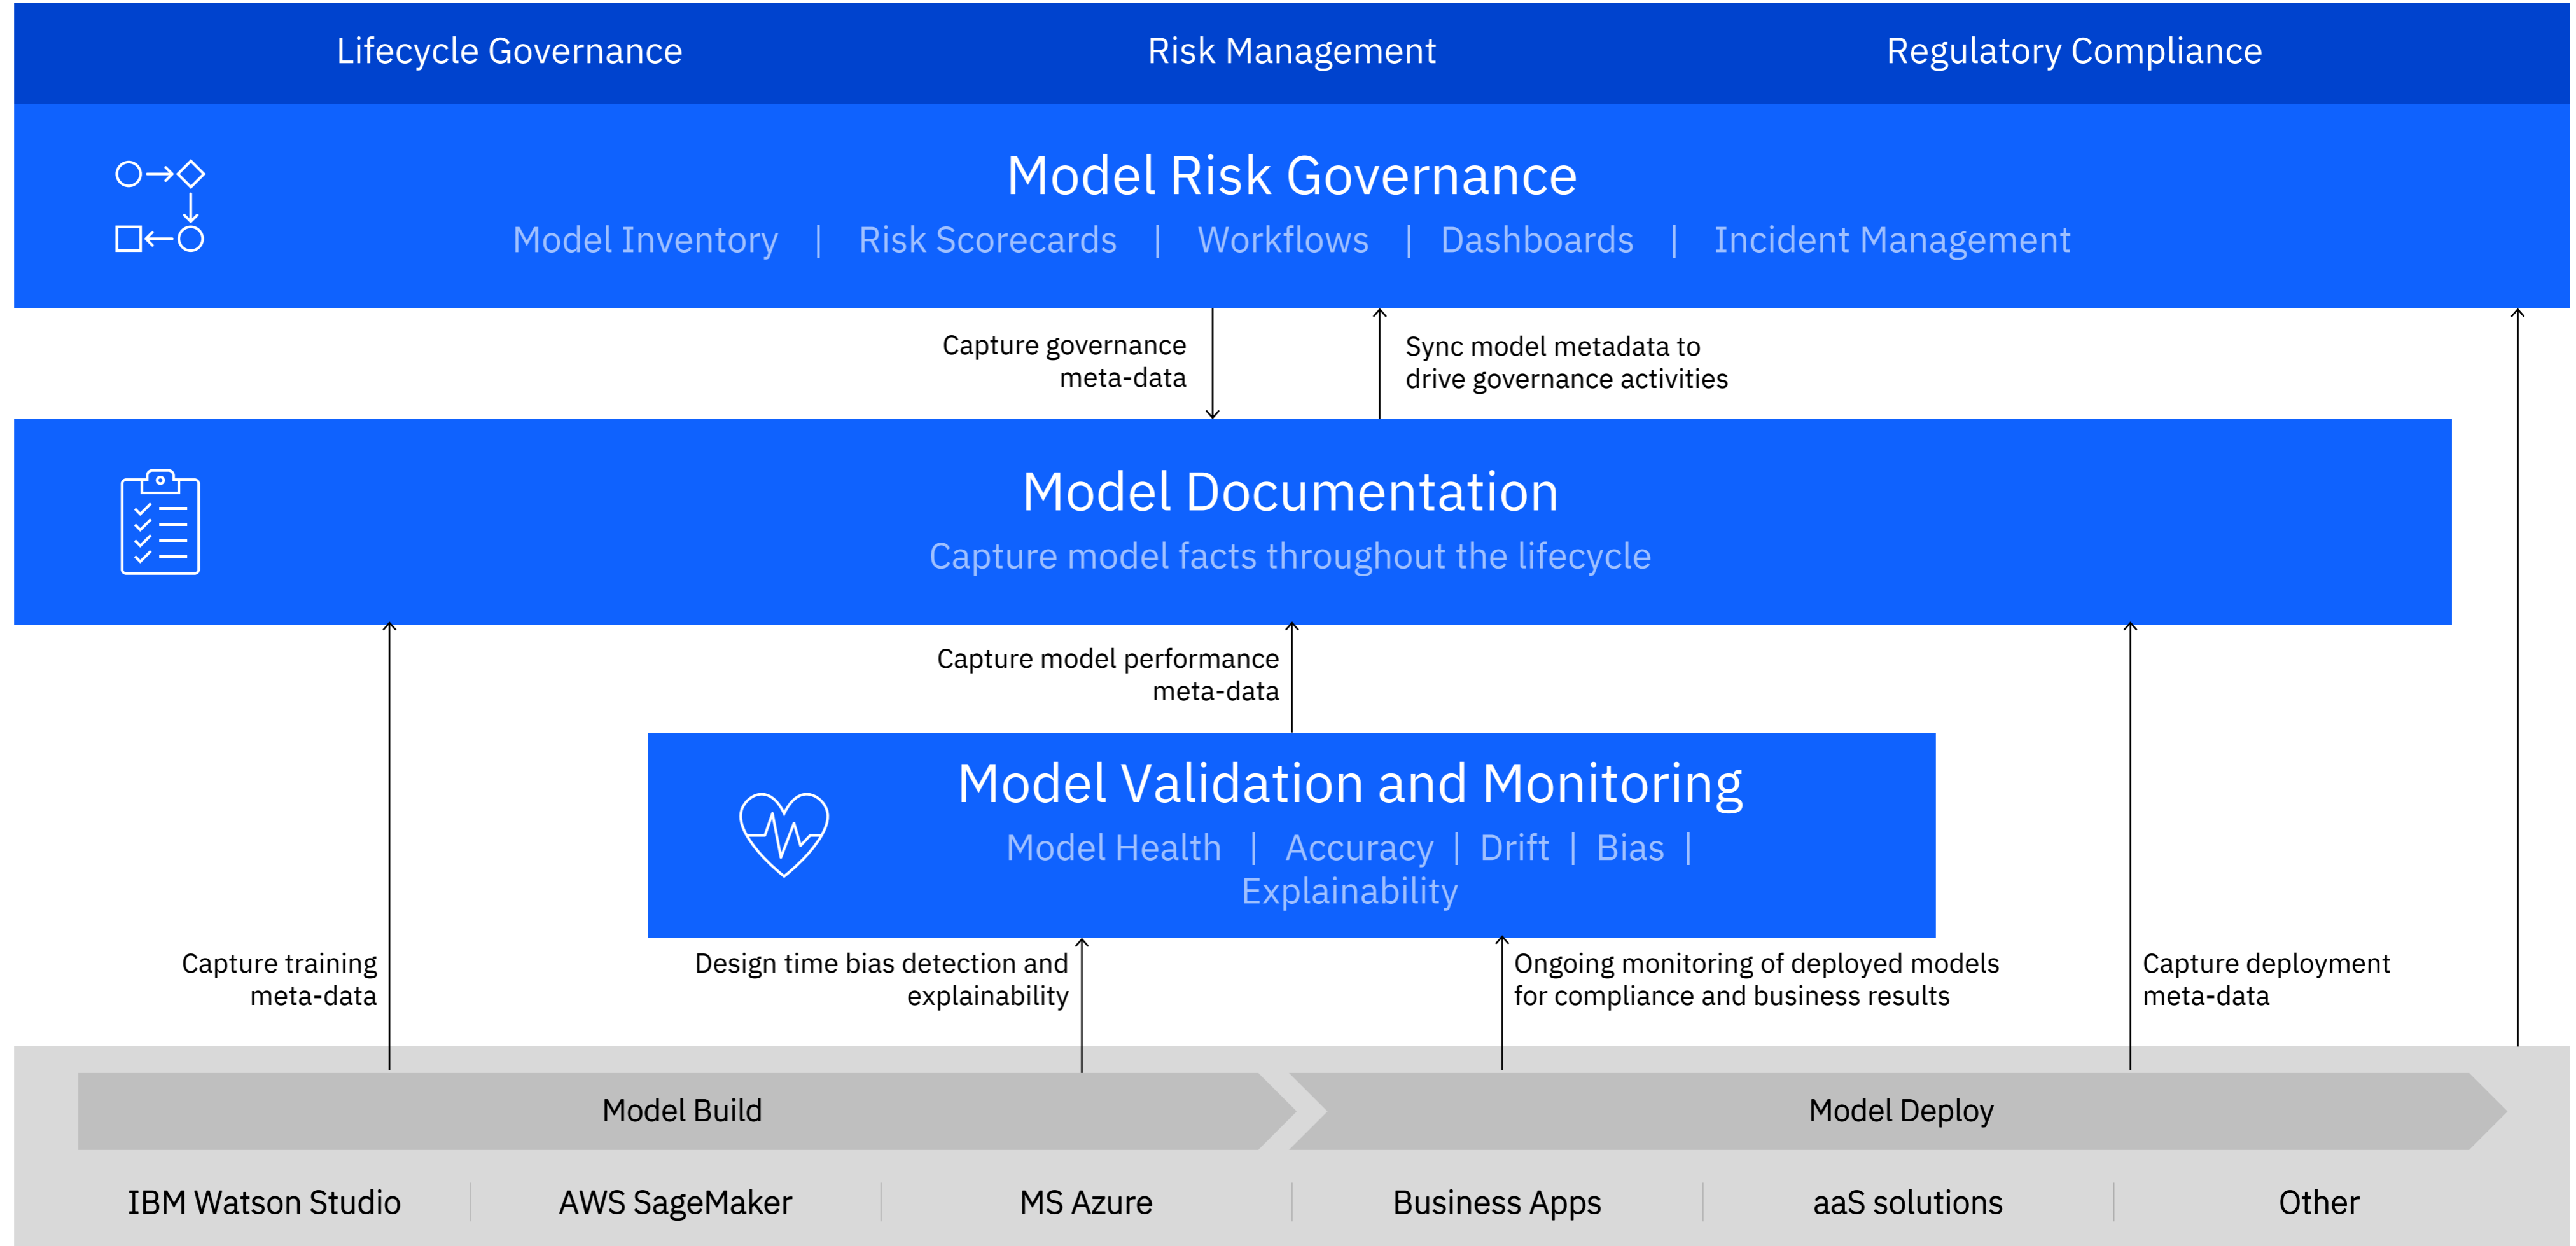 Lifecycle Governance
Risk Management
Regulatory Compliance
Model Risk Governance
Model Inventory | Risk Scorecards | Workflows | Dashboards | Incident Management
Capture governance
meta-data
Sync model metadata to
drive governance activities
Model Documentation
Capture model facts throughout the lifecycle
Capture model performance
meta-data
Model Validation and Monitoring
Model Health | Accuracy | Drift | Bias |
Explainability
Capture training
meta-data
Design time bias detection and
explainability
Ongoing monitoring of deployed models
for compliance and business results
Capture deployment
meta-data
Model Build
Model Deploy
IBM Watson Studio
AWS SageMaker
MS Azure
Business Apps
aaS solutions
Other